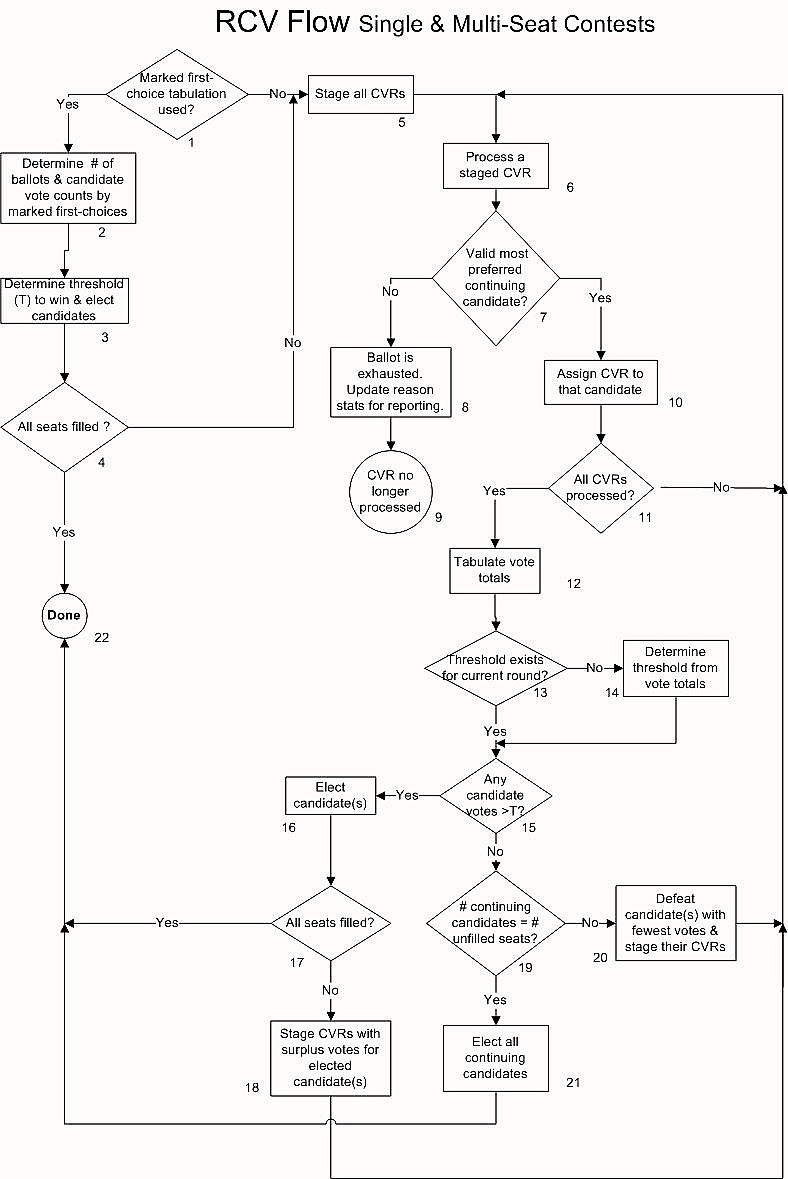 RCV Flow Single & Multi-Seat Contests
Marked first-
choice tabulation
used?
1
Yes
No
Stage all CVRs
5
Determine # of
ballots & candidate
vote counts by
marked first-choices
2
Process a
staged CVR
6
Determine threshold
(T) to win & elect
candidates
3
Valid most
preferred
continuing
candidate?
7
No
Yes
No
Ballot is
exhausted.
Update reason
stats for reporting.
8
Assign CVR to
that candidate
10
All seats filled ?
4
CVR no
longer
processed
9
All CVRs
processed?
11
Yes
No
Yes
Tabulate vote
totals
12
Done
22
Threshold exists
for current round?
13
No
Determine
threshold from
vote totals
14
Yes
Any
candidate
votes >T?
15
Yes
Elect
candidate(s)
16
No
All seats filled?
17
Yes
# continuing
candidates = #
unfilled seats?
19
No
Defeat
candidate(s) with
fewest votes &
stage their CVRs
20
No
Yes
Stage CVRs with
surplus votes for
elected
candidate(s)
18
Elect all
continuing
candidates
21